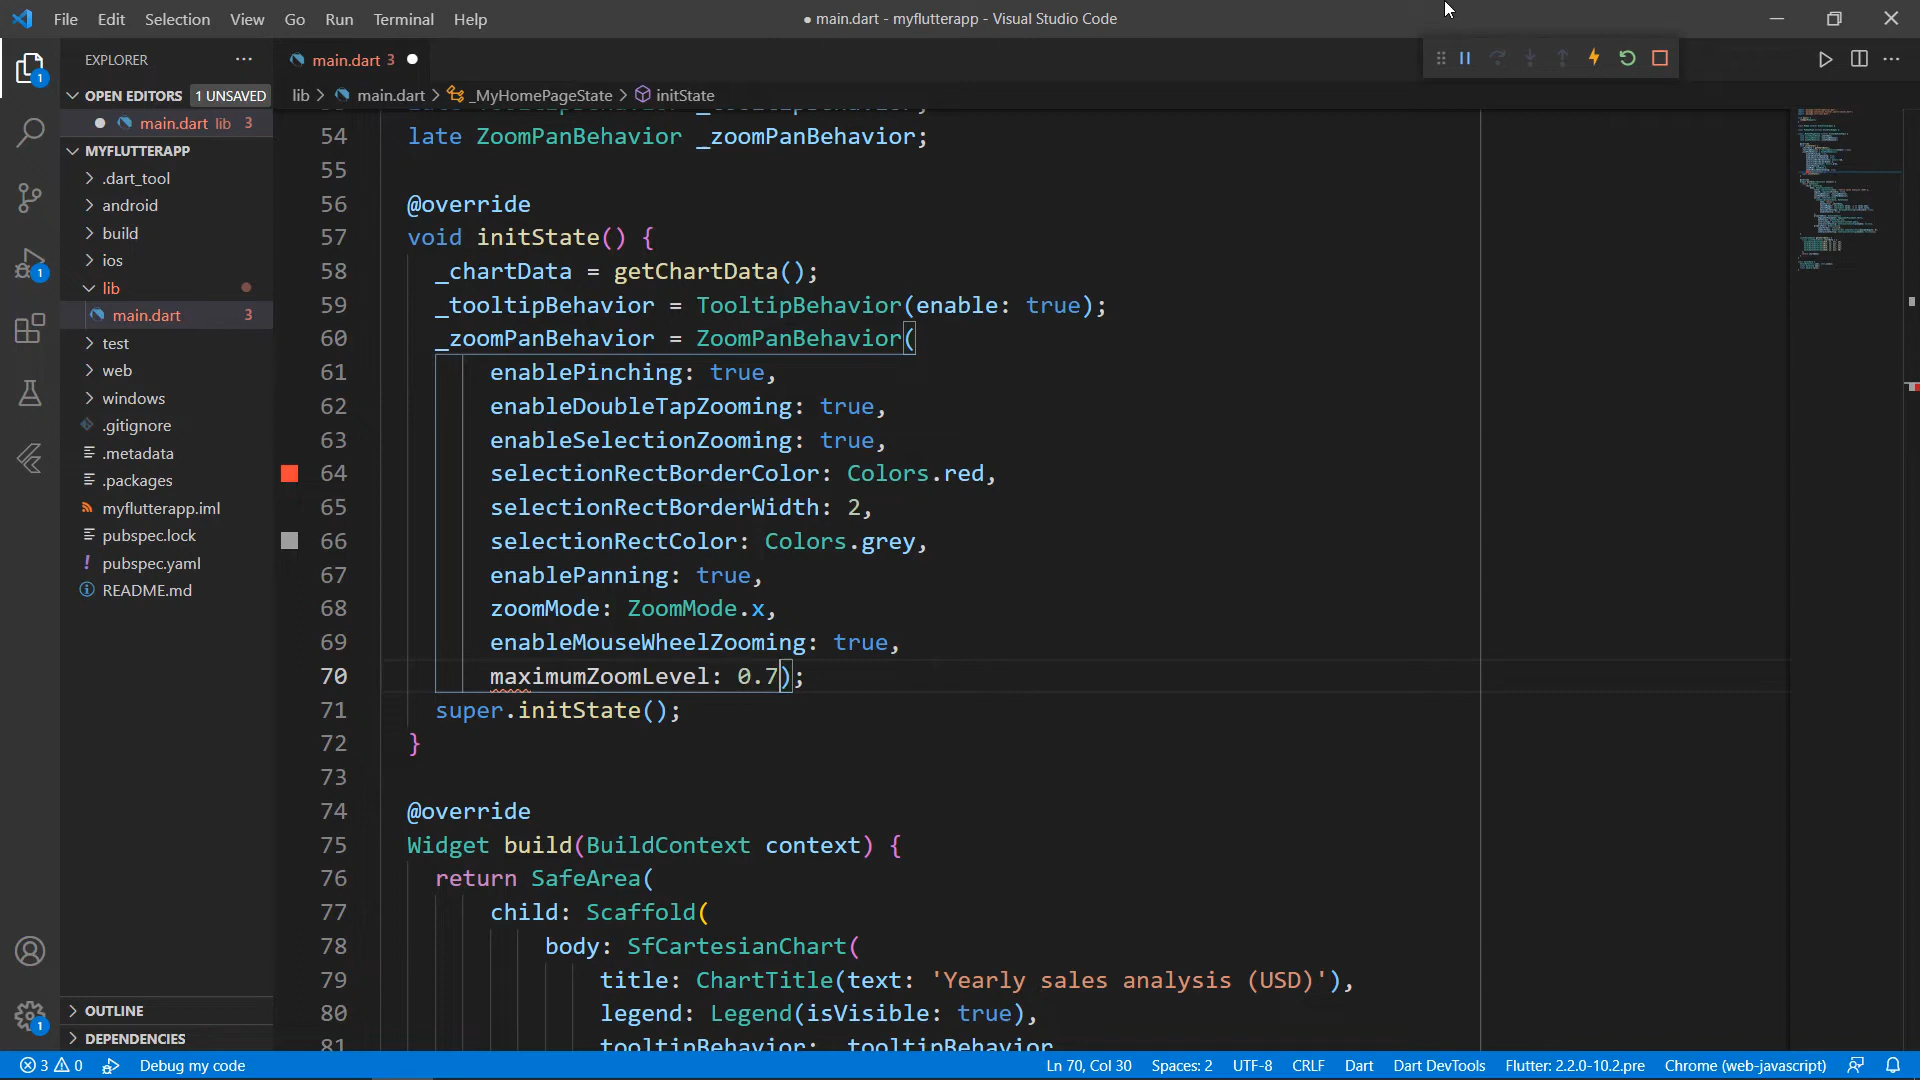 File Edit Selection View Go Run Terminal Help
● main.dart - myflutterapp - Visual Studio Code
EXPLORER ···
main.dart 3 ●
OPEN EDITORS 1 UNSAVED
● main.dart lib 3
lib > main.dart > _MyHomePageState > initState
MYFLUTTERAPP
.dart_tool
android
build
ios
lib
main.dart 3
test
web
windows
.gitignore
.metadata
.packages
myflutterapp.iml
pubspec.lock
pubspec.yaml
README.md
OUTLINE
DEPENDENCIES
1
1
1
54 late ZoomPanBehavior _zoomPanBehavior;
55
56 @override
57 void initState() {
58 _chartData = getChartData();
59 _tooltipBehavior = TooltipBehavior(enable: true);
60 _zoomPanBehavior = ZoomPanBehavior(
61 enablePinching: true,
62 enableDoubleTapZooming: true,
63 enableSelectionZooming: true,
64 selectionRectBorderColor: Colors.red,
65 selectionRectBorderWidth: 2,
66 selectionRectColor: Colors.grey,
67 enablePanning: true,
68 zoomMode: ZoomMode.x,
69 enableMouseWheelZooming: true,
70 maximumZoomLevel: 0.7);
71 super.initState();
72 }
73
74 @override
75 Widget build(BuildContext context) {
76 return SafeArea(
77 child: Scaffold(
78 body: SfCartesianChart(
79 title: ChartTitle(text: 'Yearly sales analysis (USD)'),
80 legend: Legend(isVisible: true),
81 tooltipBehavior: _tooltipBehavior
3 0 Debug my code Ln 70, Col 30 Spaces: 2 UTF-8 CRLF Dart Dart DevTools Flutter: 2.2.0-10.2.pre Chrome (web-javascript)